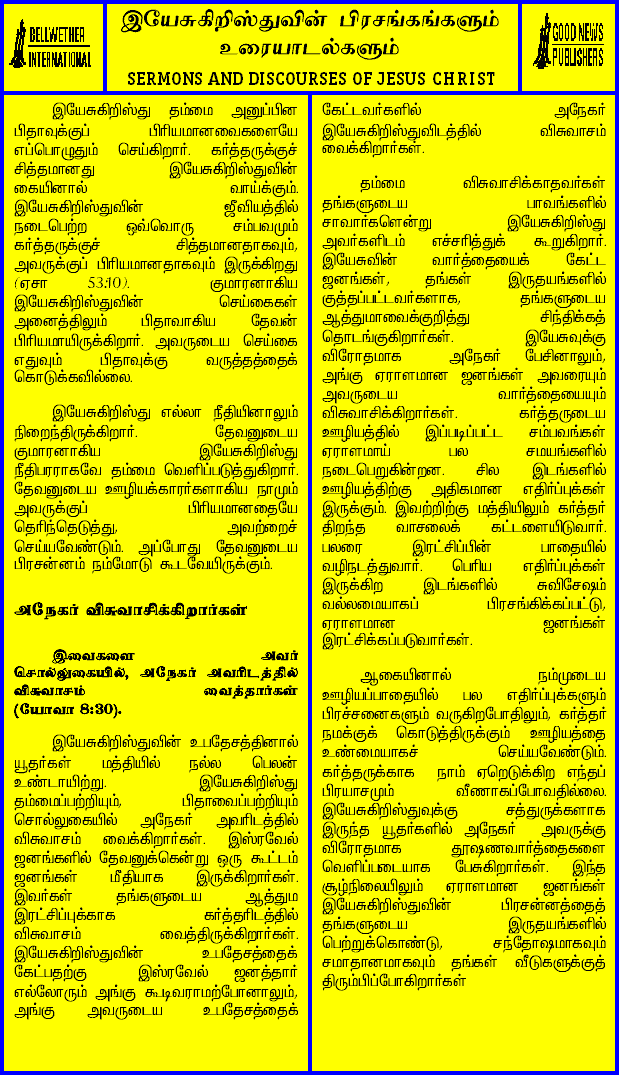 BELLWETHER
INTERNATIONAL
இயேசுகிறிஸ்துவின் பிரசங்கங்களும்
உரையாடல்களும்
SERMONS AND DISCOURSES OF JESUS CHRIST
GOOD NEWS
PUBLISHERS
இயேசுகிறிஸ்து தம்மை அனுப்பின
பிதாவுக்குப் பிரியமானவைகளையே
எப்பொழுதும் செய்கிறார். கர்த்தருக்குச்
சித்தமானது இயேசுகிறிஸ்துவின்
கையினால் வாய்க்கும்.
இயேசுகிறிஸ்துவின் ஜீவியத்தில்
நடைபெற்ற ஒவ்வொரு சம்பவமும்
கர்த்தருக்குச் சித்தமானதாகவும்,
அவருக்குப் பிரியமானதாகவும் இருக்கிறது
(ஏசா 53:10). குமாரனாகிய
இயேசுகிறிஸ்துவின் செய்கைகள்
அனைத்திலும் பிதாவாகிய தேவன்
பிரியமாயிருக்கிறார். அவருடைய செய்கை
எதுவும் பிதாவுக்கு வருத்தத்தைக்
கொடுக்கவில்லை.
இயேசுகிறிஸ்து எல்லா நீதியினாலும்
நிறைந்திருக்கிறார். தேவனுடைய
குமாரனாகிய இயேசுகிறிஸ்து
நீதிபரராகவே தம்மை வெளிப்படுத்துகிறார்.
தேவனுடைய ஊழியக்காரர்களாகிய நாமும்
அவருக்குப் பிரியமானதையே
தெரிந்தெடுத்து, அவற்றைச்
செய்யவேண்டும். அப்போது தேவனுடைய
பிரசன்னம் நம்மோடு கூடவேயிருக்கும்.
அநேகர் விசுவாசிக்கிறார்கள்
இவைகளை அவர்
சொல்லுகையில், அநேகர் அவரிடத்தில்
விசுவாசம் வைத்தார்கள்
(யோவா 8:30).
இயேசுகிறிஸ்துவின் உபதேசத்தினால்
யூதர்கள் மத்தியில் நல்ல பெலன்
உண்டாயிற்று. இயேசுகிறிஸ்து
தம்மைப்பற்றியும், பிதாவைப்பற்றியும்
சொல்லுகையில் அநேகர் அவரிடத்தில்
விசுவாசம் வைக்கிறார்கள். இஸ்ரவேல்
ஜனங்களில் தேவனுக்கென்று ஒரு கூட்டம்
ஜனங்கள் மீதியாக இருக்கிறார்கள்.
இவர்கள் தங்களுடைய ஆத்தும
இரட்சிப்புக்காக கர்த்தரிடத்தில்
விசுவாசம் வைத்திருக்கிறார்கள்.
இயேசுகிறிஸ்துவின் உபதேசத்தைக்
கேட்பதற்கு இஸ்ரவேல் ஜனத்தார்
எல்லோரும் அங்கு கூடிவராமற்போனாலும்,
அங்கு அவருடைய உபதேசத்தைக்
கேட்டவர்களில் அநேகர்
இயேசுகிறிஸ்துவிடத்தில் விசுவாசம்
வைக்கிறார்கள்.
தம்மை விசுவாசிக்காதவர்கள்
தங்களுடைய பாவங்களில்
சாவார்களென்று இயேசுகிறிஸ்து
அவர்களிடம் எச்சரித்துக் கூறுகிறார்.
இயேசுவின் வார்த்தையைக் கேட்ட
ஜனங்கள், தங்கள் இருதயங்களில்
குத்தப்பட்டவர்களாக, தங்களுடைய
ஆத்துமாவைக்குறித்து சிந்திக்கத்
தொடங்குகிறார்கள். இயேசுவுக்கு
விரோதமாக அநேகர் பேசினாலும்,
அங்கு ஏராளமான ஜனங்கள் அவரையும்
அவருடைய வார்த்தையையும்
விசுவாசிக்கிறார்கள். கர்த்தருடைய
ஊழியத்தில் இப்படிப்பட்ட சம்பவங்கள்
ஏராளமாய் பல சமயங்களில்
நடைபெறுகின்றன. சில இடங்களில்
ஊழியத்திற்கு அதிகமான எதிர்ப்புக்கள்
இருக்கும். இவற்றிற்கு மத்தியிலும் கர்த்தர்
திறந்த வாசலைக் கட்டளையிடுவார்.
பலரை இரட்சிப்பின் பாதையில்
வழிநடத்துவார். பெரிய எதிர்ப்புக்கள்
இருக்கிற இடங்களில் சுவிசேஷம்
வல்லமையாகப் பிரசங்கிக்கப்பட்டு,
ஏராளமான ஜனங்கள்
இரட்சிக்கப்படுவார்கள்.
ஆகையினால் நம்முடைய
ஊழியப்பாதையில் பல எதிர்ப்புக்களும்
பிரச்சனைகளும் வருகிறபோதிலும், கர்த்தர்
நமக்குக் கொடுத்திருக்கும் ஊழியத்தை
உண்மையாகச் செய்யவேண்டும்.
கர்த்தருக்காக நாம் ஏறெடுக்கிற எந்தப்
பிரயாசமும் வீணாகப்போவதில்லை.
இயேசுகிறிஸ்துவுக்கு சத்துருக்களாக
இருந்த யூதர்களில் அநேகர் அவருக்கு
விரோதமாக தூஷணவார்த்தைகளை
வெளிப்படையாக பேசுகிறார்கள். இந்த
சூழ்நிலையிலும் ஏராளமான ஜனங்கள்
இயேசுகிறிஸ்துவின் பிரசன்னத்தைத்
தங்களுடைய இருதயங்களில்
பெற்றுக்கொண்டு, சந்தோஷமாகவும்
சமாதானமாகவும் தங்கள் வீடுகளுக்குத்
திரும்பிப்போகிறார்கள்